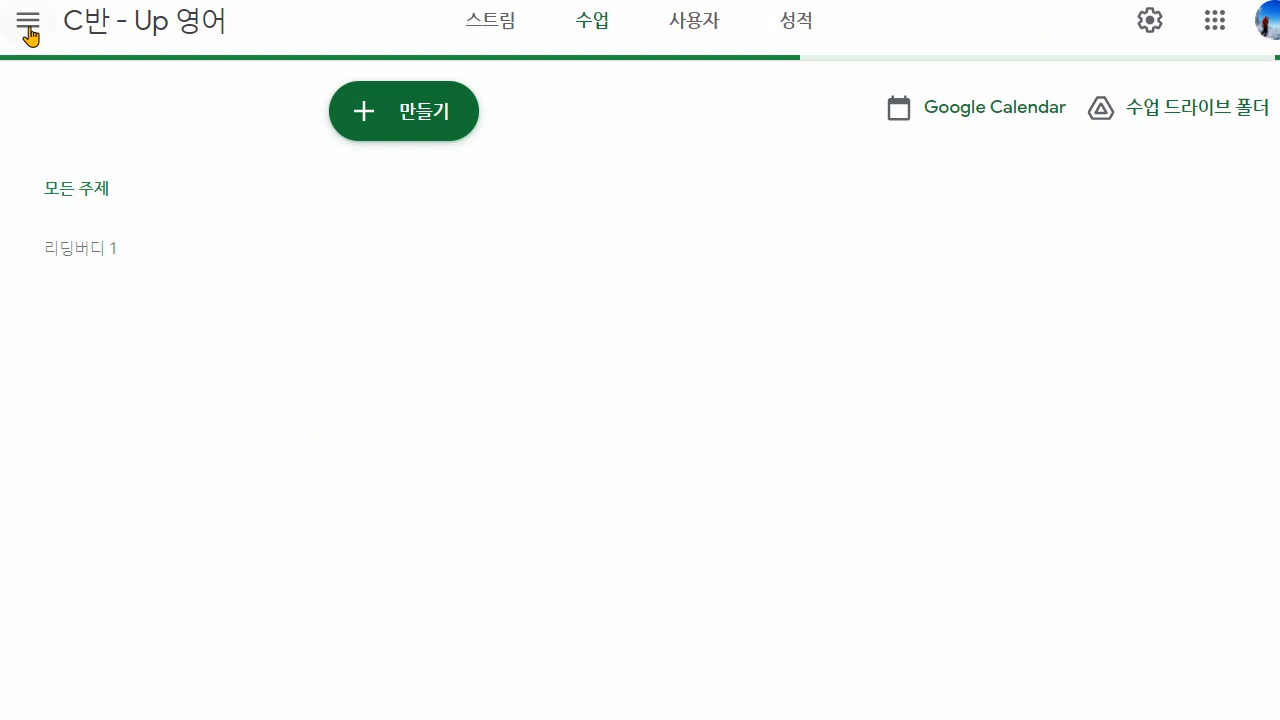 C반 - Up 영어
스트림 수업 사용자 성적
만들기
Google Calendar 수업 드라이브 폴더
모든 주제
리딩버디 1